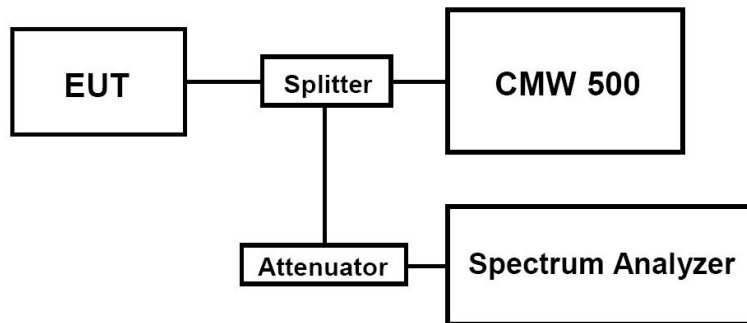 EUT
Splitter
CMW 500
Attenuator
Spectrum Analyzer